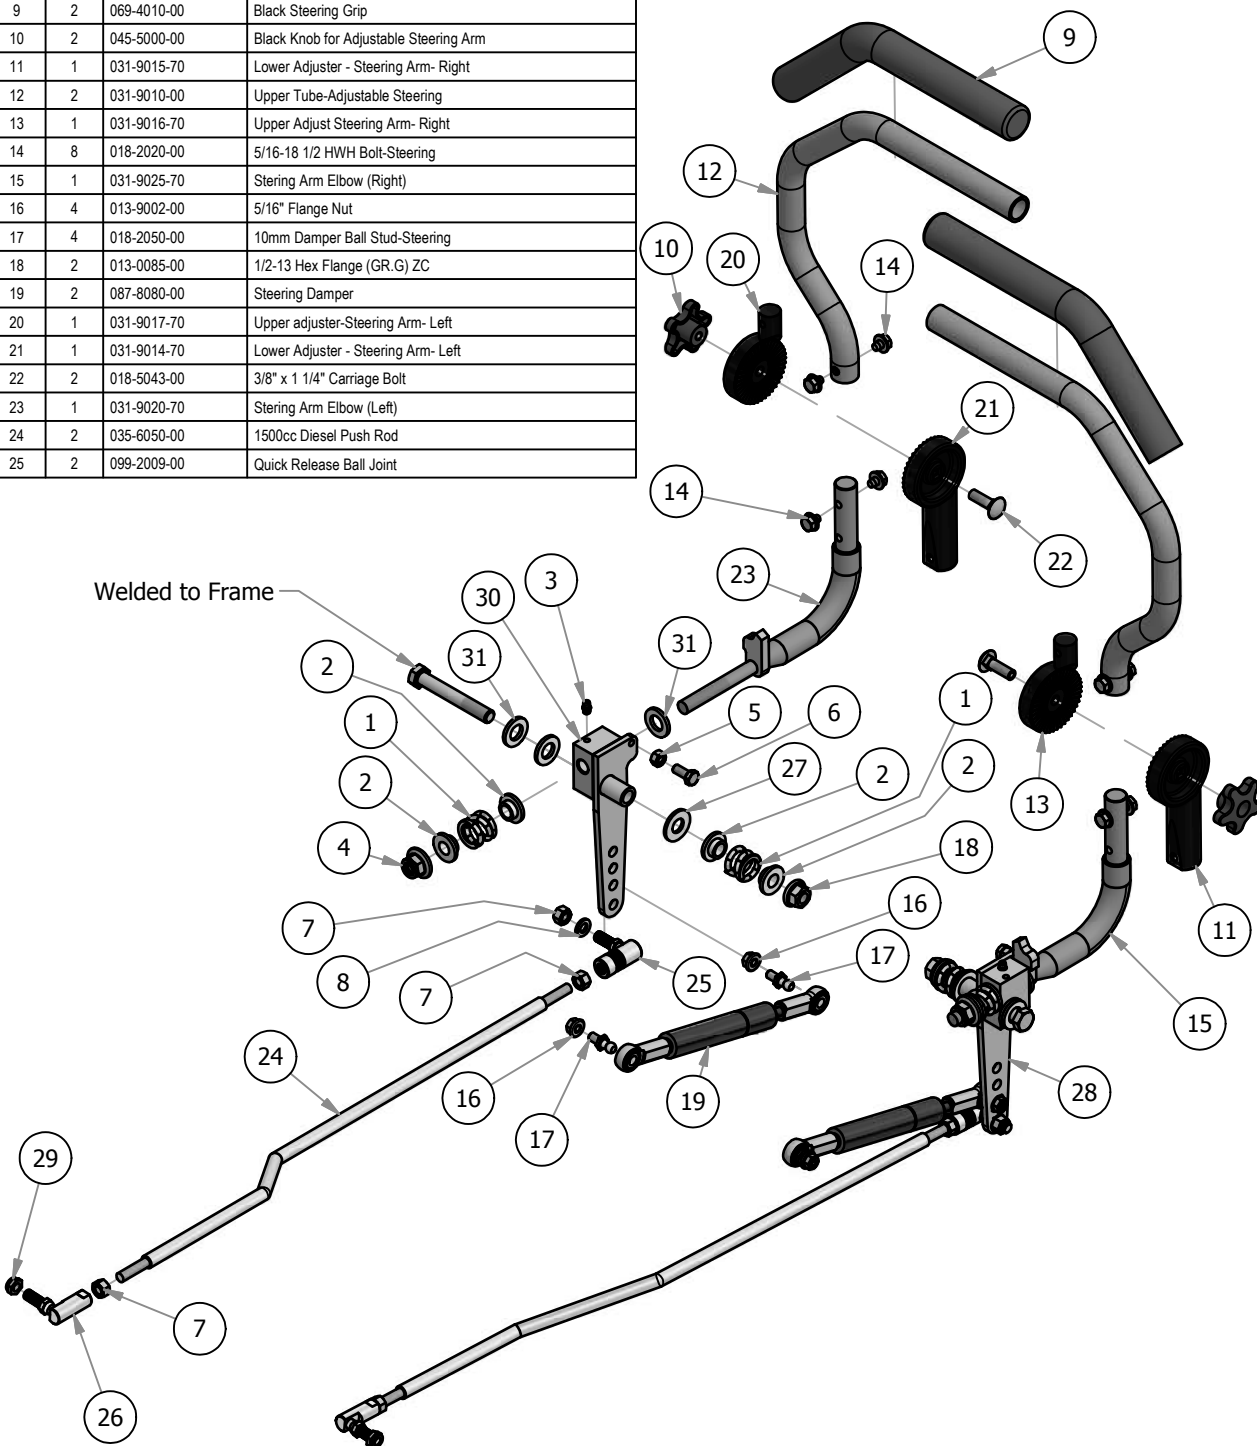 9 2 069-4010-00 Black Steering Grip
10 2 045-5000-00 Black Knob for Adjustable Steering Arm
11 1 031-9015-70 Lower Adjuster - Steering Arm- Right
12 2 031-9010-00 Upper Tube-Adjustable Steering
13 1 031-9016-70 Upper Adjust Steering Arm- Right
14 8 018-2020-00 5/16-18 1/2 HWH Bolt-Steering
15 1 031-9025-70 Stering Arm Elbow (Right)
16 4 013-9002-00 5/16" Flange Nut
17 4 018-2050-00 10mm Damper Ball Stud-Steering
18 2 013-0085-00 1/2-13 Hex Flange (GR.G) ZC
19 2 087-8080-00 Steering Damper
20 1 031-9017-70 Upper adjuster-Steering Arm- Left
21 1 031-9014-70 Lower Adjuster - Steering Arm- Left
22 2 018-5043-00 3/8" x 1 1/4" Carriage Bolt
23 1 031-9020-70 Stering Arm Elbow (Left)
24 2 035-6050-00 1500cc Diesel Push Rod
25 2 099-2009-00 Quick Release Ball Joint
9
12
10
20
14
21
14
22
23
3
Welded to Frame
30
31
31
2
1
5
6
1
27
2
2
2
13
4
18
7
16
11
8
7
25
17
15
24
16
19
28
17
29
7
26